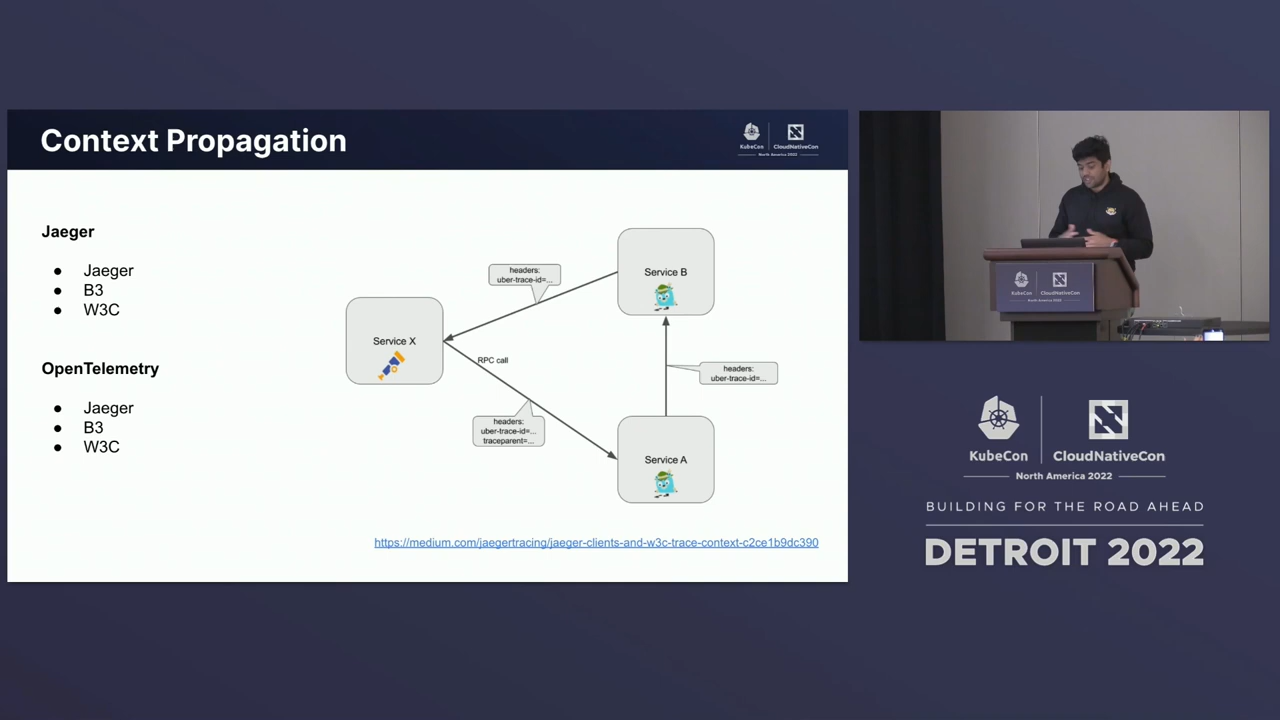 Context Propagation
KubeCon
CloudNativeCon
North America 2022
Jaeger
● Jaeger
● B3
● W3C
OpenTelemetry
● Jaeger
● B3
● W3C
Service B
headers:
uber-trace-id=...
Service X
RPC call
headers:
uber-trace-id=...
headers:
uber-trace-id=...
traceparent=...
Service A
https://medium.com/jaegertracing/jaeger-clients-and-w3c-trace-context-c2ce1b9dc390
KubeCon
CloudNativeCon
KubeCon
CloudNativeCon
North America 2022
BUILDING FOR THE ROAD AHEAD
DETROIT 2022